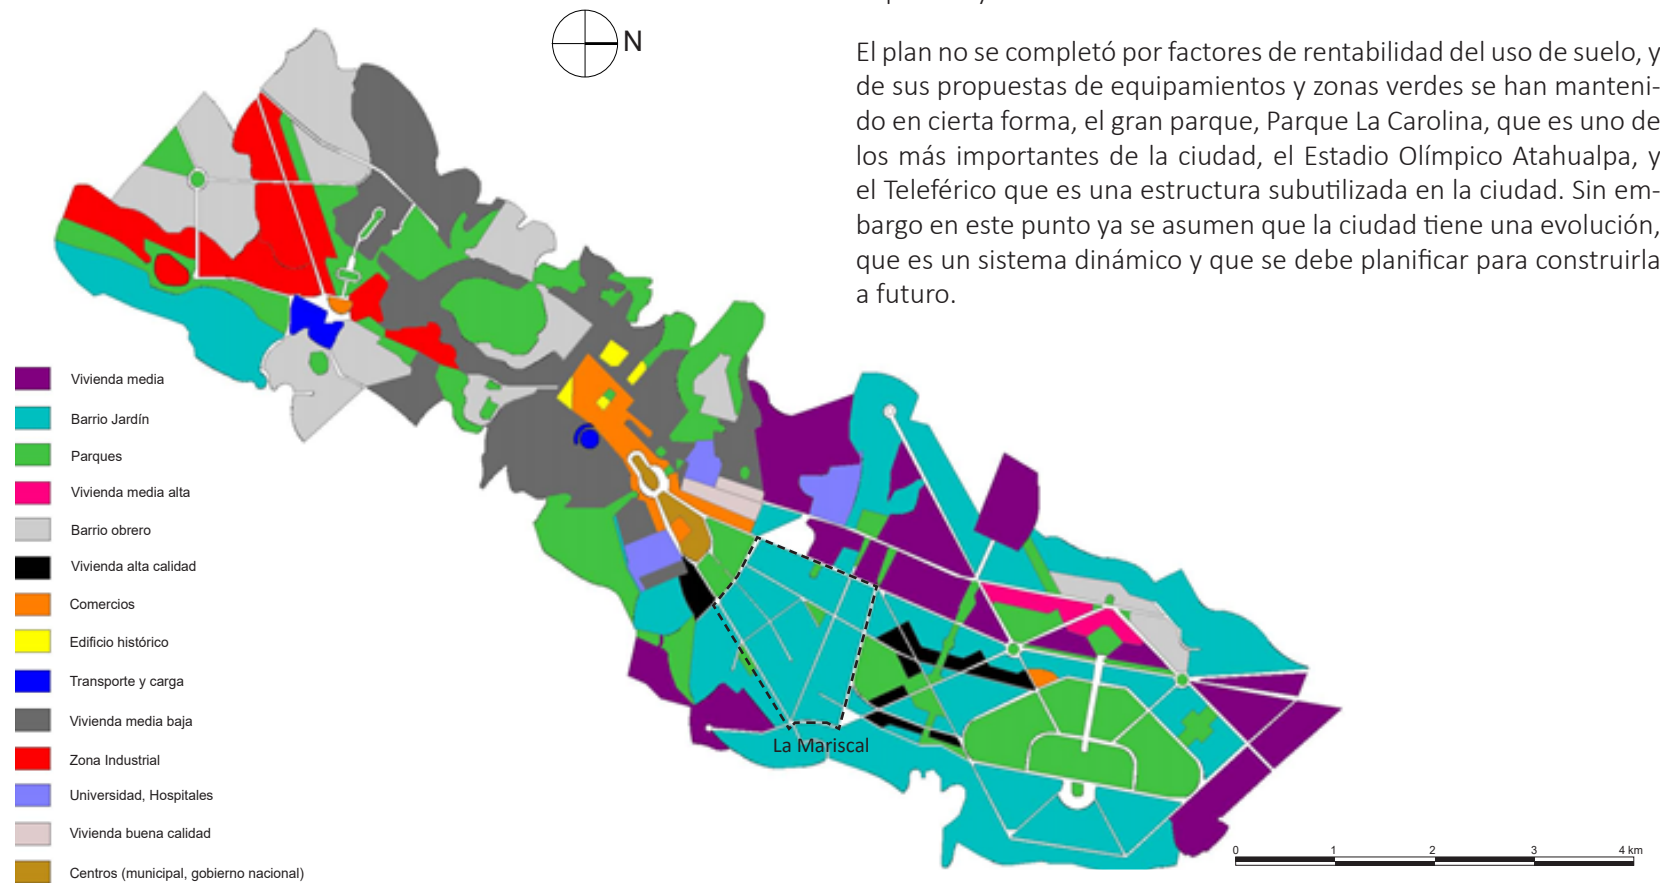 N
El plan no se completó por factores de rentabilidad del uso de suelo, y
de sus propuestas de equipamientos y zonas verdes se han manteni-
do en cierta forma, el gran parque, Parque La Carolina, que es uno de
los más importantes de la ciudad, el Estadio Olímpico Atahualpa, y
el Teleférico que es una estructura subutilizada en la ciudad. Sin em-
bargo en este punto ya se asumen que la ciudad tiene una evolución,
que es un sistema dinámico y que se debe planificar para construirla
a futuro.
Vivienda media
Barrio Jardín
Parques
Vivienda media alta
Barrio obrero
Vivienda alta calidad
Comercios
Edificio histórico
Transporte y carga
Vivienda media baja
Zona Industrial
Universidad, Hospitales
Vivienda buena calidad
Centros (municipal, gobierno nacional)
La Mariscal
0 1 2 3 4 km